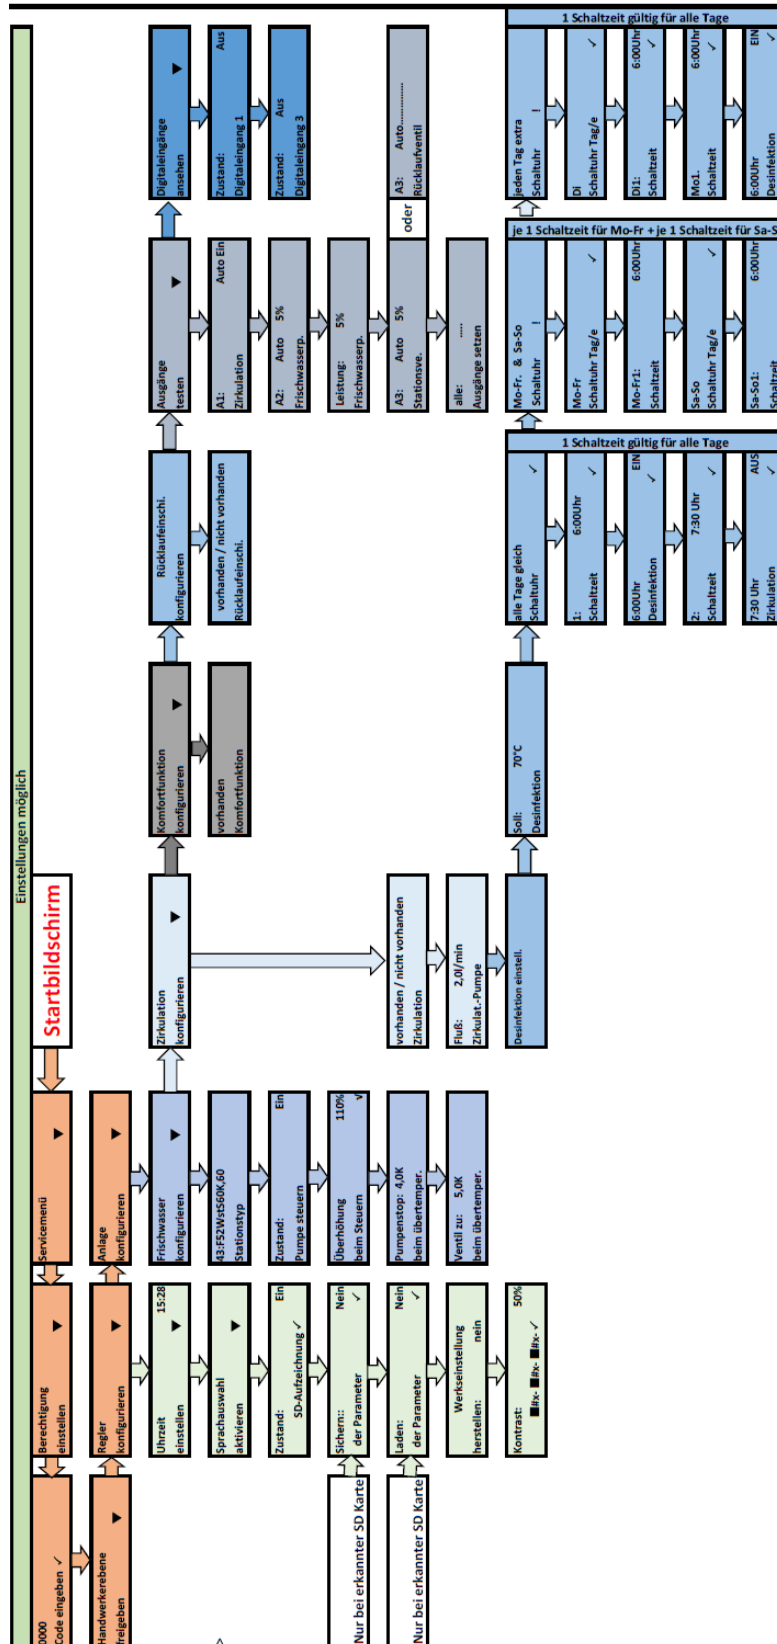 Einstellungen möglich
0000
Code eingeben ✓
Berechtigung
einstellen ▼
Servicemenü
▼
Startbildschirm
Handwerkerebene
freigeben ▼
Regler
konfigurieren ▼
Anlage
konfigurieren ▼
Uhrzeit 15:28
einstellen ▼
Sprachauswahl
aktivieren ▼
Zustand: Ein
SD-Aufzeichnung ✓
Nur bei erkannter SD Karte
Sichern:: Nein
der Parameter ✓
Nur bei erkannter SD Karte
Laden: Nein
der Parameter ✓
Werkseinstellung
herstellen: nein
Kontrast: 50%
■#x- ■#x- ■#x- ✓
Frischwasser
konfigurieren ▼
43:F52WstS60K,60
Stationstyp
Zustand: Ein
Pumpe steuern
Überhöhung 110%
beim Steuern √
Pumpenstop: 4,0K
beim übertemper.
Ventil zu: 5,0K
beim übertemper.
Zirkulation
konfigurieren ▼
vorhanden / nicht vorhanden
Zirkulation
Fluß: 2,0l/min
Zirkulat.-Pumpe
Desinfektion einstell.
Soll: 70°C
Desinfektion
Komfortfunktion
konfigurieren ▼
vorhanden
Komfortfunktion
Rücklaufeinschi.
konfigurieren
vorhanden / nicht vorhanden
Rücklaufeinschi.
1 Schaltzeit gültig für alle Tage
alle Tage gleich
Schaltuhr ✓
1: 6:00Uhr
Schaltzeit ✓
6:00Uhr EIN
Desinfektion ✓
2: 7:30 Uhr
Schaltzeit ✓
7:30 Uhr AUS
Zirkulation
Ausgänge
testen ▼
A1: Auto Ein
Zirkulation
A2: Auto 5%
Frischwasserp.
Leistung: 5%
Frischwasserp.
A3: Auto 5%
Stationsve.
oder
A3: Auto..............
Rücklaufventil
alle: .....
Ausgänge setzen
je 1 Schaltzeit für Mo-Fr + je 1 Schaltzeit für Sa-S
Mo-Fr. & Sa-So
Schaltuhr !
Mo-Fr
Schaltuhr Tag/e ✓
Mo-Fr1: 6:00Uhr
Schaltzeit
Sa-So
Schaltuhr Tag/e ✓
Sa-So1: 6:00Uhr
Schaltzeit
Digitaleingänge
ansehen ▼
Zustand: Aus
Digitaleingang 1
Zustand: Aus
Digitaleingang 3
1 Schaltzeit gültig für alle Tage
jeden Tag extra
Schaltuhr !
Di
Schaltuhr Tag/e ✓
Di1: 6:00Uhr
Schaltzeit ✓
Mo1. 6:00Uhr
Schaltzeit ✓
6:00Uhr EIN
Desinfektion ✓